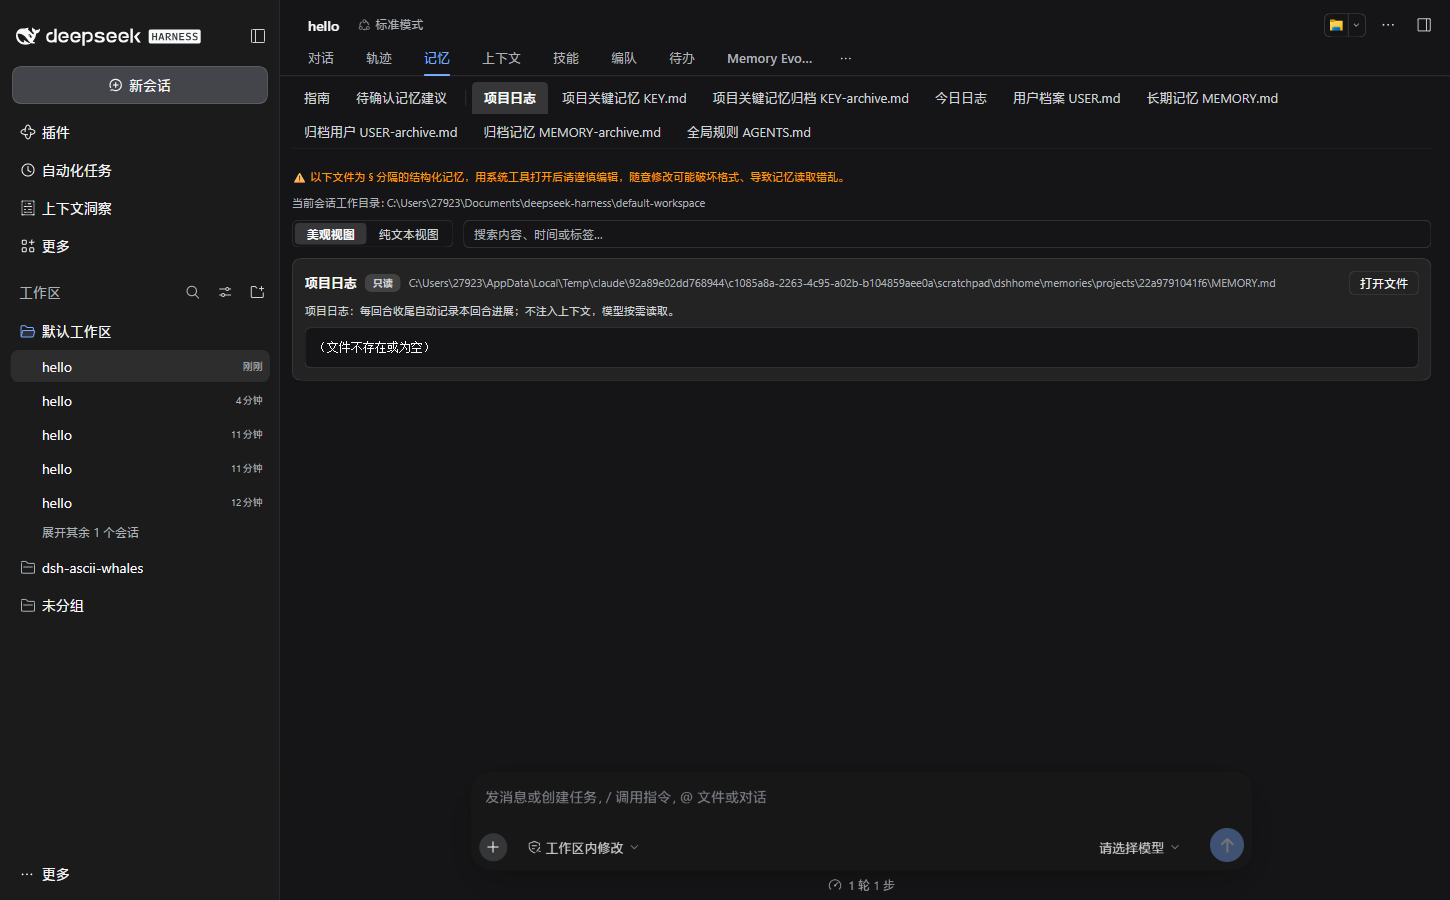 deepseek HARNESS
新会话
插件
自动化任务
上下文洞察
更多
工作区
默认工作区
hello 刚刚
hello 4分钟
hello 11分钟
hello 11分钟
hello 12分钟
展开其余 1 个会话
dsh-ascii-whales
未分组
更多
hello 标准模式
对话 轨迹 记忆 上下文 技能 编队 待办 Memory Evo...
指南 待确认记忆建议 项目日志 项目关键记忆 KEY.md 项目关键记忆归档 KEY-archive.md 今日日志 用户档案 USER.md 长期记忆 MEMORY.md
归档用户 USER-archive.md 归档记忆 MEMORY-archive.md 全局规则 AGENTS.md
以下文件为 § 分隔的结构化记忆，用系统工具打开后请谨慎编辑，随意修改可能破坏格式、导致记忆读取错乱。
当前会话工作目录：C:\Users\27923\Documents\deepseek-harness\default-workspace
美观视图 纯文本视图 搜索内容、时间或标签...
项目日志 只读 C:\Users\27923\AppData\Local\Temp\claude\92a89e02dd768944\c1085a8a-2263-4c95-a02b-b104859aee0a\scratchpad\dshhome\memories\projects\22a9791041f6\MEMORY.md 打开文件
项目日志：每回合收尾自动记录本回合进展；不注入上下文，模型按需读取。
（文件不存在或为空）
发消息或创建任务, / 调用指令, @ 文件或对话
工作区内修改 请选择模型
1 轮 1 步